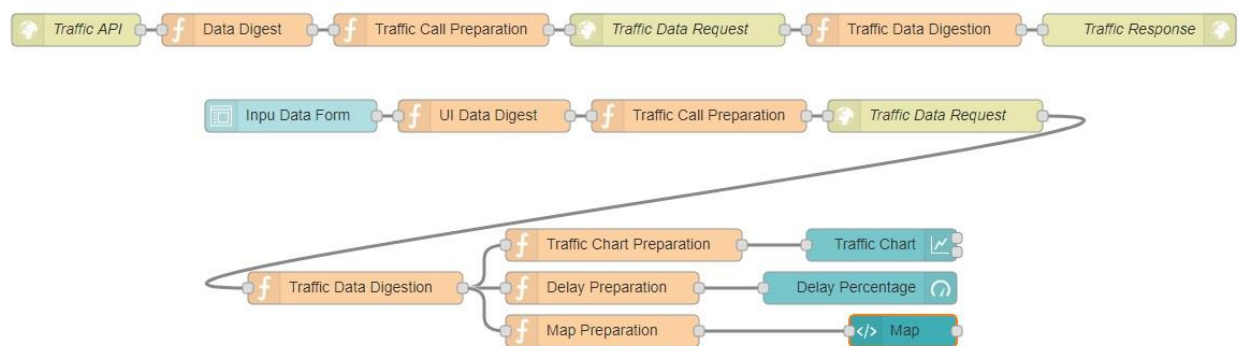 Traffic API Data Digest Traffic Call Preparation Traffic Data Request Traffic Data Digestion Traffic Response
Inpu Data Form UI Data Digest Traffic Call Preparation Traffic Data Request
Traffic Chart Preparation Traffic Chart
Traffic Data Digestion Delay Preparation Delay Percentage
Map Preparation </> Map